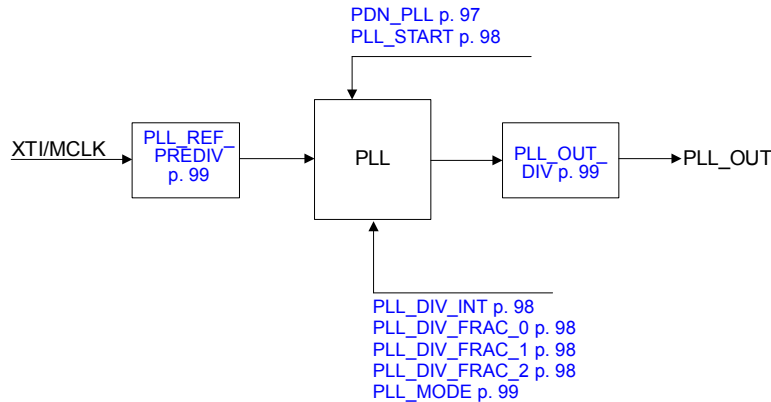 PDN_PLL p. 97
PLL_START p. 98
XTI/MCLK
PLL_REF_
PREDIV
p. 99
PLL
PLL_OUT_
DIV p. 99
PLL_OUT
PLL_DIV_INT p. 98
PLL_DIV_FRAC_0 p. 98
PLL_DIV_FRAC_1 p. 98
PLL_DIV_FRAC_2 p. 98
PLL_MODE p. 99